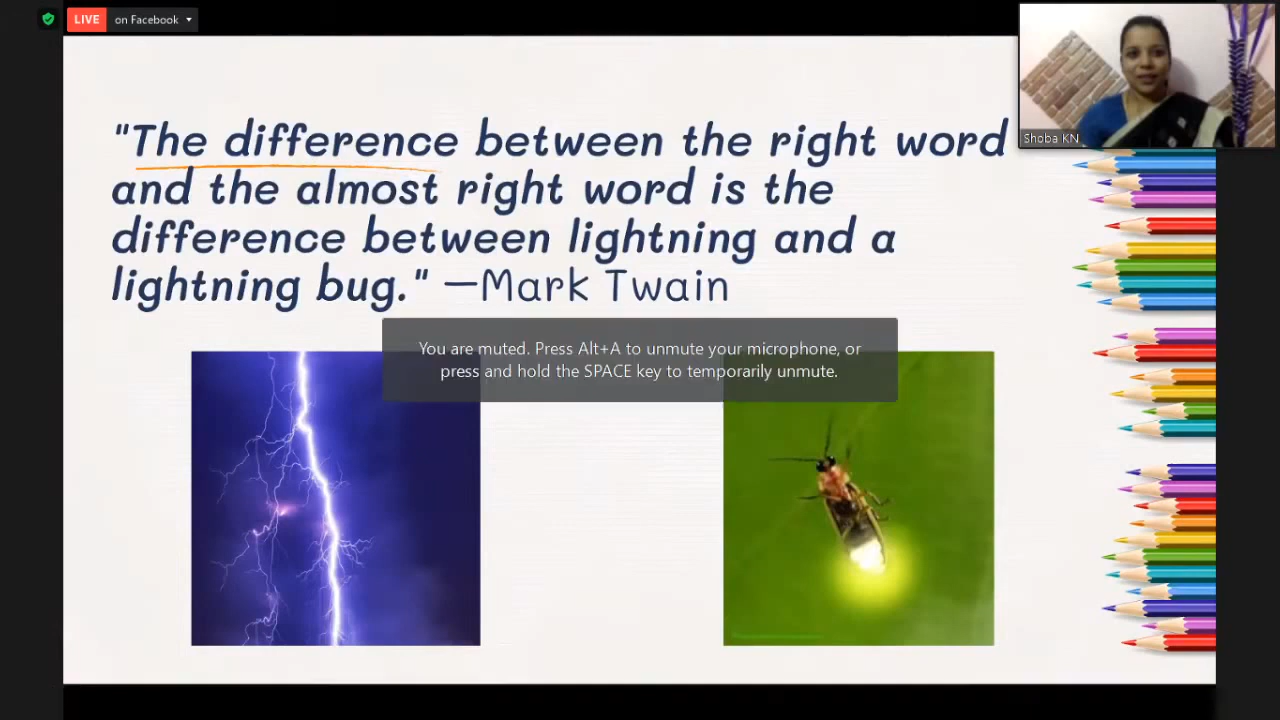 LIVE on Facebook
Shoba KN
"The difference between the right word
and the almost right word is the
difference between lightning and a
lightning bug." —Mark Twain
You are muted. Press Alt+A to unmute your microphone, or
press and hold the SPACE key to temporarily unmute.